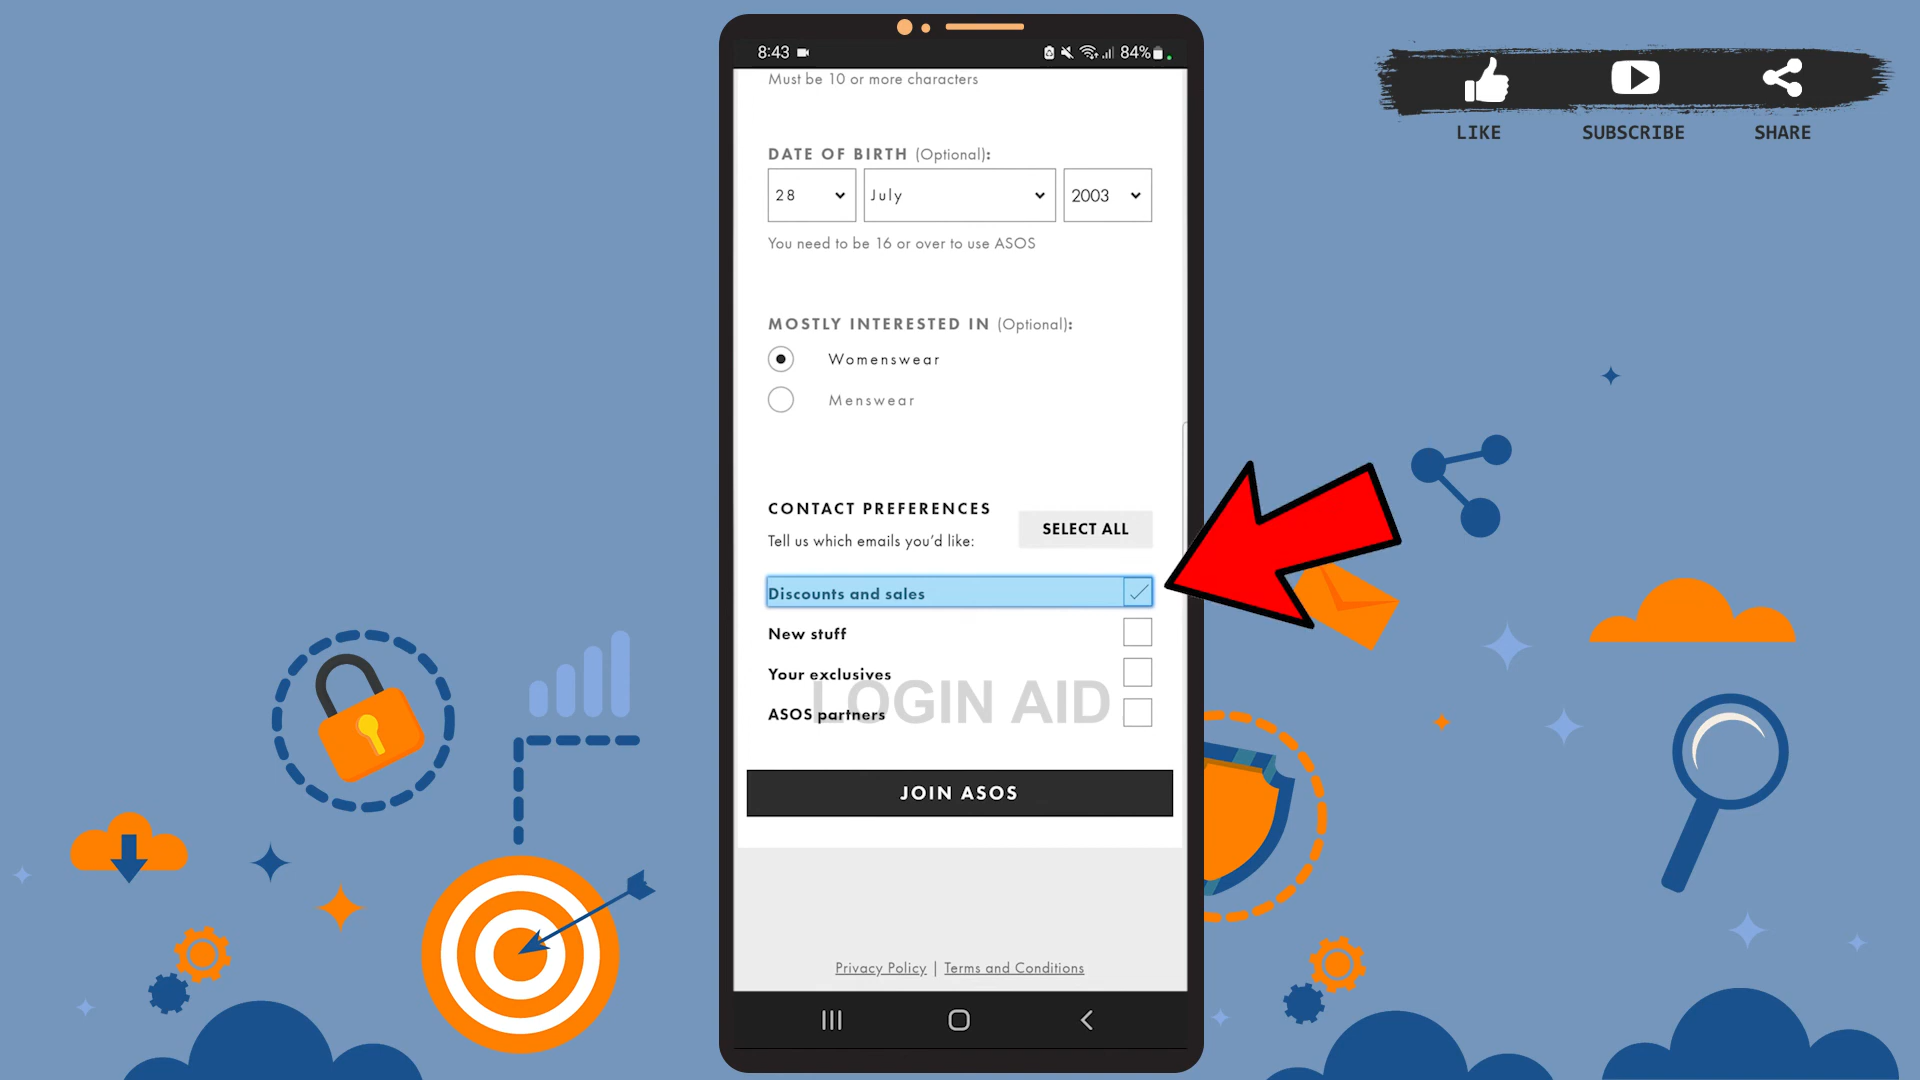 8:43
84%
LIKE
SUBSCRIBE
SHARE
Must be 10 or more characters
DATE OF BIRTH (Optional):
28
July
2003
You need to be 16 or over to use ASOS
MOSTLY INTERESTED IN (Optional):
Womenswear
Menswear
CONTACT PREFERENCES
SELECT ALL
Tell us which emails you'd like:
Discounts and sales
New stuff
Your exclusives
LOGIN AID
ASOS partners
JOIN ASOS
Privacy Policy | Terms and Conditions